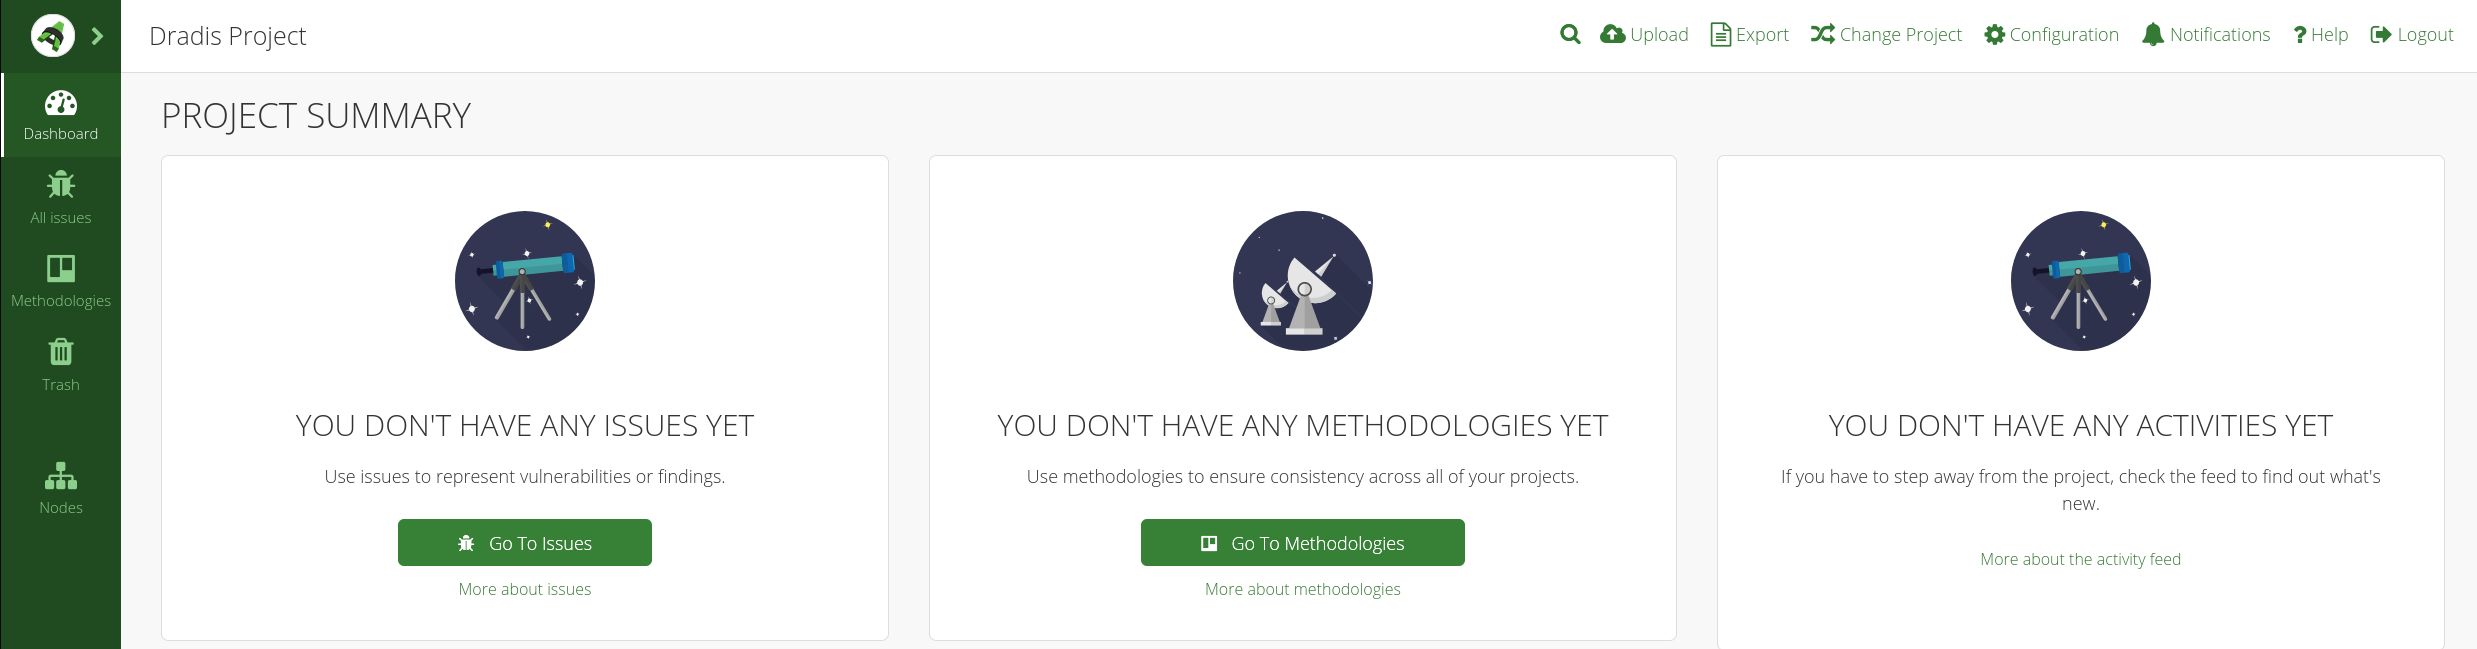 Dradis Project
Upload
Export
Change Project
Configuration
Notifications
Help
Logout
Dashboard
All issues
Methodologies
Trash
Nodes
PROJECT SUMMARY
YOU DON'T HAVE ANY ISSUES YET
Use issues to represent vulnerabilities or findings.
Go To Issues
More about issues
YOU DON'T HAVE ANY METHODOLOGIES YET
Use methodologies to ensure consistency across all of your projects.
Go To Methodologies
More about methodologies
YOU DON'T HAVE ANY ACTIVITIES YET
If you have to step away from the project, check the feed to find out what's
new.
More about the activity feed